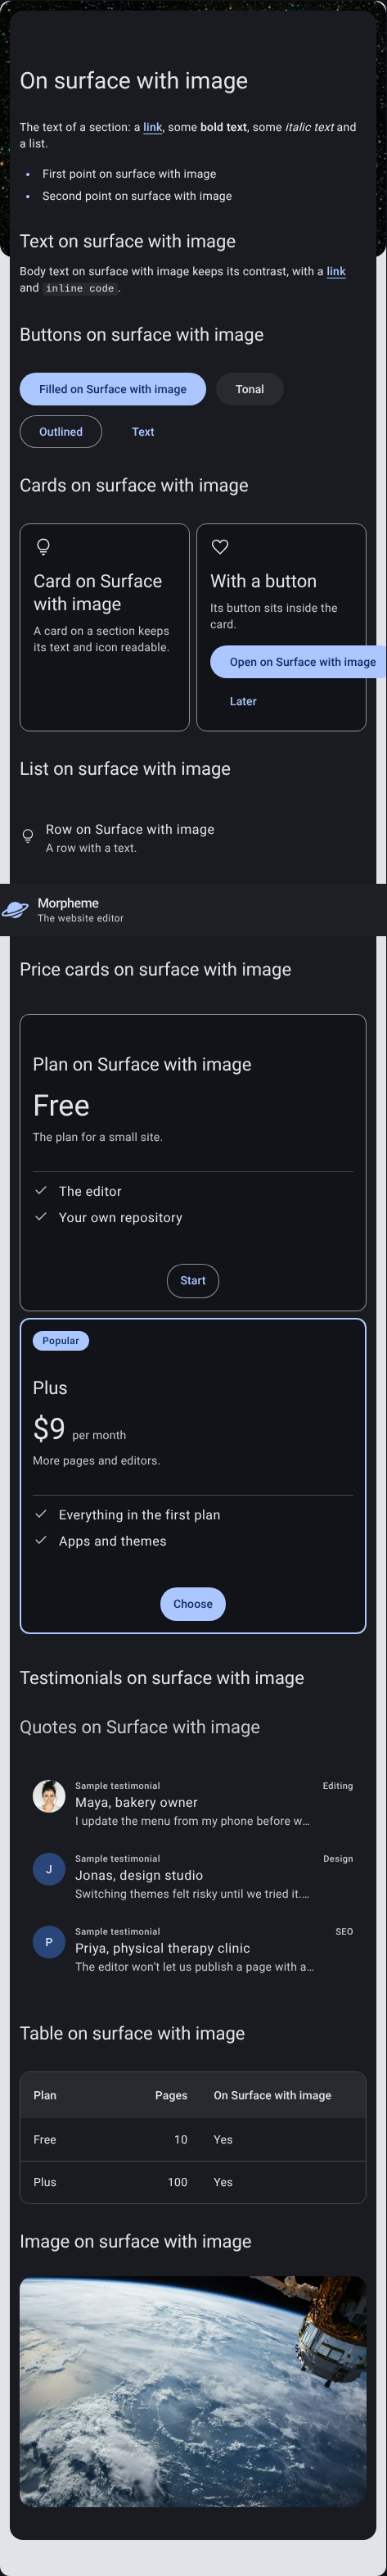 On surface with image
The text of a section: a link, some bold text, some italic text and
a list.
First point on surface with image
Second point on surface with image
Text on surface with image
Body text on surface with image keeps its contrast, with a link
and inline code.
Buttons on surface with image
Filled on Surface with image
Tonal
Outlined
Text
Cards on surface with image
Card on Surface
with image
A card on a section keeps
its text and icon readable.
With a button
Its button sits inside the
card.
Open on Surface with image
Later
List on surface with image
Row on Surface with image
A row with a text.
Morpheme
The website editor
Price cards on surface with image
Plan on Surface with image
Free
The plan for a small site.
The editor
Your own repository
Start
Popular
Plus
$9 per month
More pages and editors.
Everything in the first plan
Apps and themes
Choose
Testimonials on surface with image
Quotes on Surface with image
Sample testimonial Editing
Maya, bakery owner
I update the menu from my phone before w…
J
Sample testimonial Design
Jonas, design studio
Switching themes felt risky until we tried it.…
P
Sample testimonial SEO
Priya, physical therapy clinic
The editor won't let us publish a page with a…
Table on surface with image
Plan Pages On Surface with image
Free 10 Yes
Plus 100 Yes
Image on surface with image